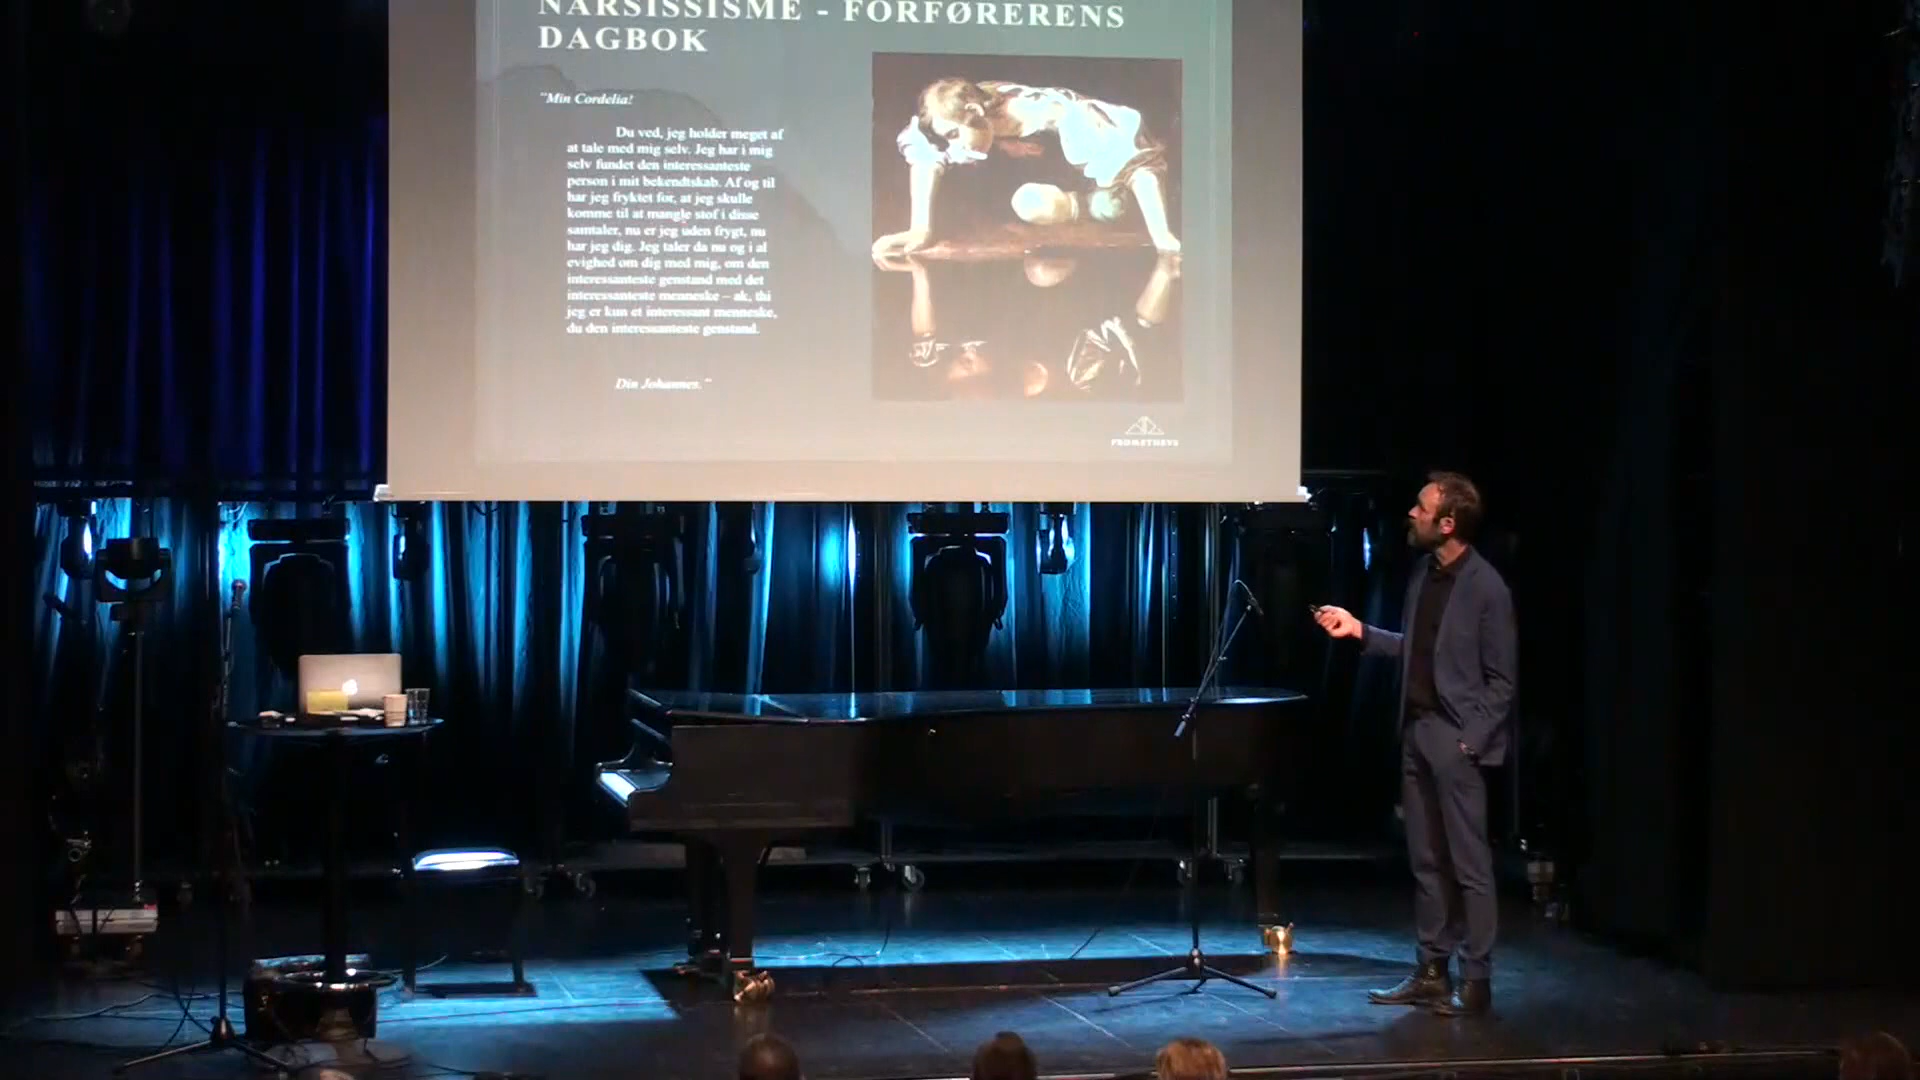 NARSISSISME - FORFØRERENS
DAGBOK
"Min Cordelia!
Du ved, jeg holder meget af
at tale med mig selv. Jeg har i mig
selv fundet den interessanteste
person i mit bekendtskab. Af og til
har jeg fryktet for, at jeg skulle
komme til at mangle stof i disse
samtaler, nu er jeg uden frygt, nu
har jeg dig. Jeg taler da nu og i al
evighed om dig med mig, om den
interessanteste genstand med det
interessanteste menneske – ak, thi
jeg er kun et interessant menneske,
du den interessanteste genstand.
Din Johannes."
PROMETHEVS